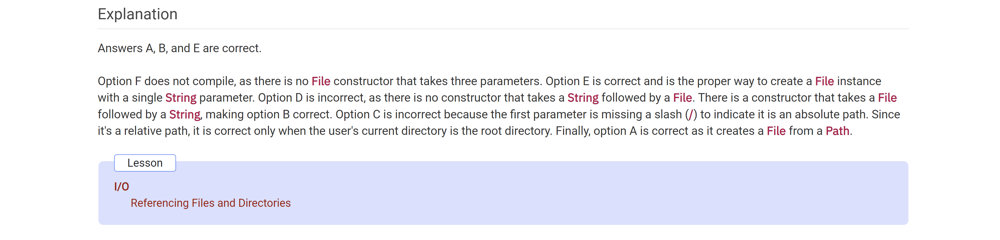 Explanation
Answers A, B, and E are correct.
Option F does not compile, as there is no File constructor that takes three parameters. Option E is correct and is the proper way to create a File instance
with a single String parameter. Option D is incorrect, as there is no constructor that takes a String followed by a File. There is a constructor that takes a File
followed by a String, making option B correct. Option C is incorrect because the first parameter is missing a slash (/) to indicate it is an absolute path. Since
it's a relative path, it is correct only when the user's current directory is the root directory. Finally, option A is correct as it creates a File from a Path.
Lesson
I/O
Referencing Files and Directories